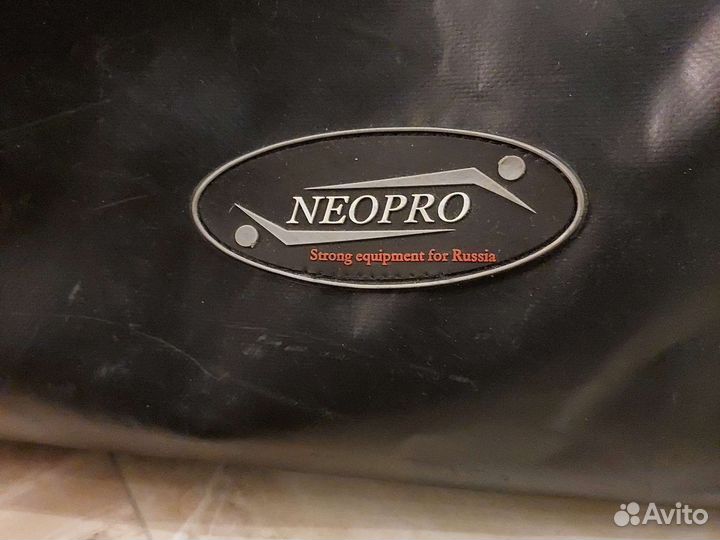 NEOPRO
Strong equipment for Russia
Avito